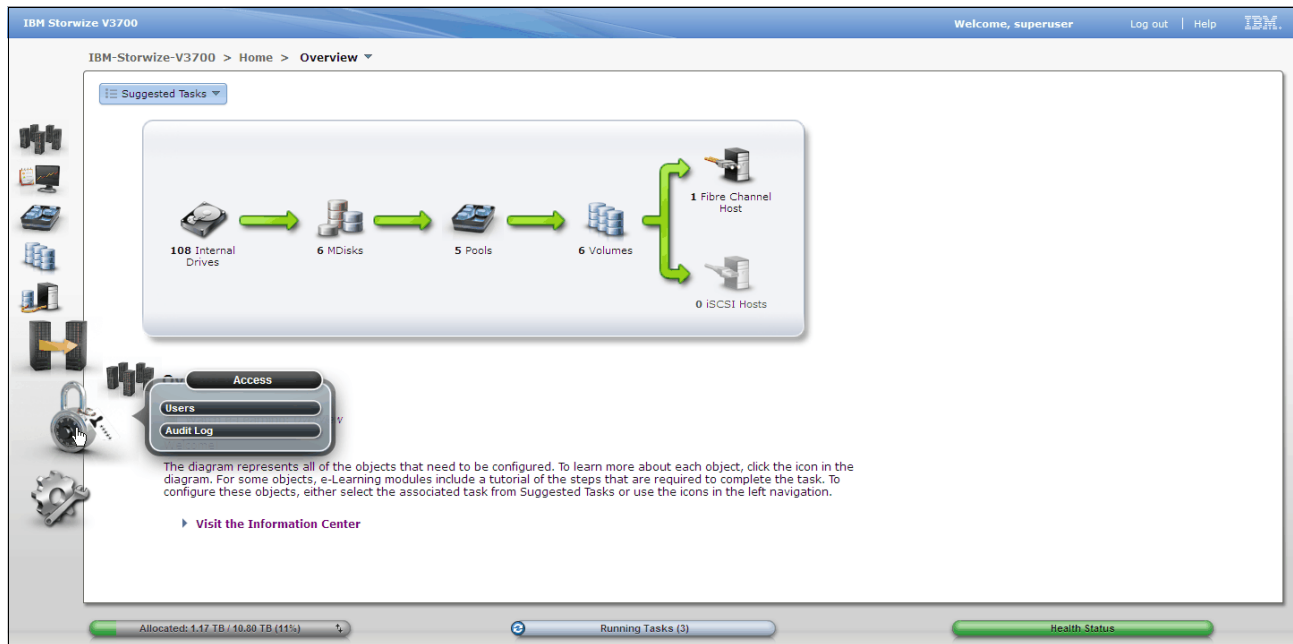 IBM Storwize V3700
Welcome, superuser
Log out | Help
IBM.
IBM-Storwize-V3700 > Home > Overview
Suggested Tasks
1 Fibre Channel
Host
108 Internal
Drives
6 MDisks
5 Pools
6 Volumes
0 iSCSI Hosts
Access
Users
Audit Log
The diagram represents all of the objects that need to be configured. To learn more about each object, click the icon in the
diagram. For some objects, e-Learning modules include a tutorial of the steps that are required to complete the task. To
configure these objects, either select the associated task from Suggested Tasks or use the icons in the left navigation.
Visit the Information Center
Allocated: 1.17 TB / 10.80 TB (11%)
Running Tasks (3)
Health Status